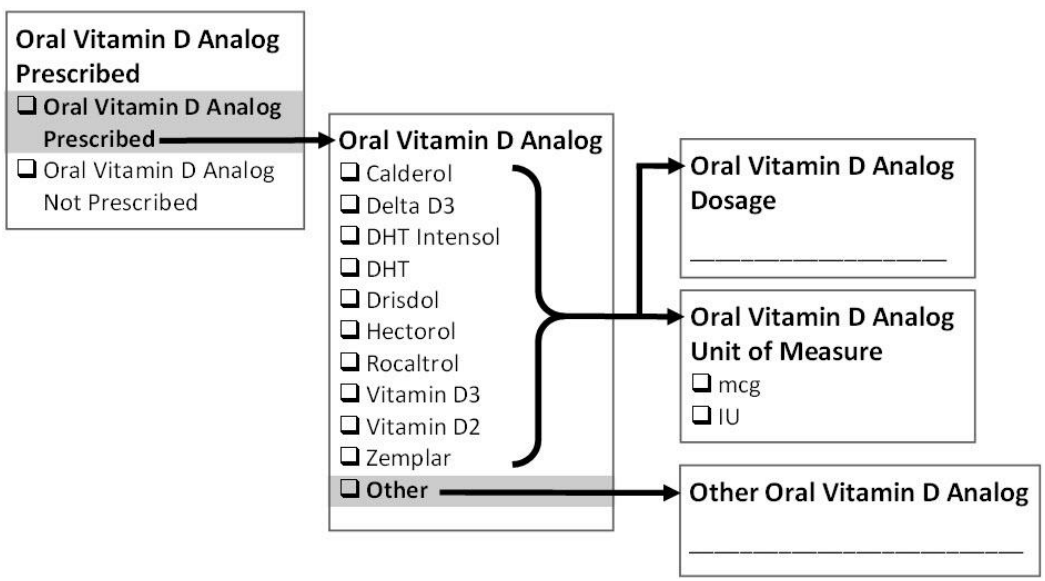 Oral Vitamin D Analog
Prescribed
❑ Oral Vitamin D Analog
Prescribed
❑ Oral Vitamin D Analog
Not Prescribed
Oral Vitamin D Analog
❑ Calderol
❑ Delta D3
❑ DHT Intensol
❑ DHT
❑ Drisdol
❑ Hectorol
❑ Rocaltrol
❑ Vitamin D3
❑ Vitamin D2
❑ Zemplar
❑ Other
Oral Vitamin D Analog
Dosage
____________________
Oral Vitamin D Analog
Unit of Measure
❑ mcg
❑ IU
Other Oral Vitamin D Analog
__________________________